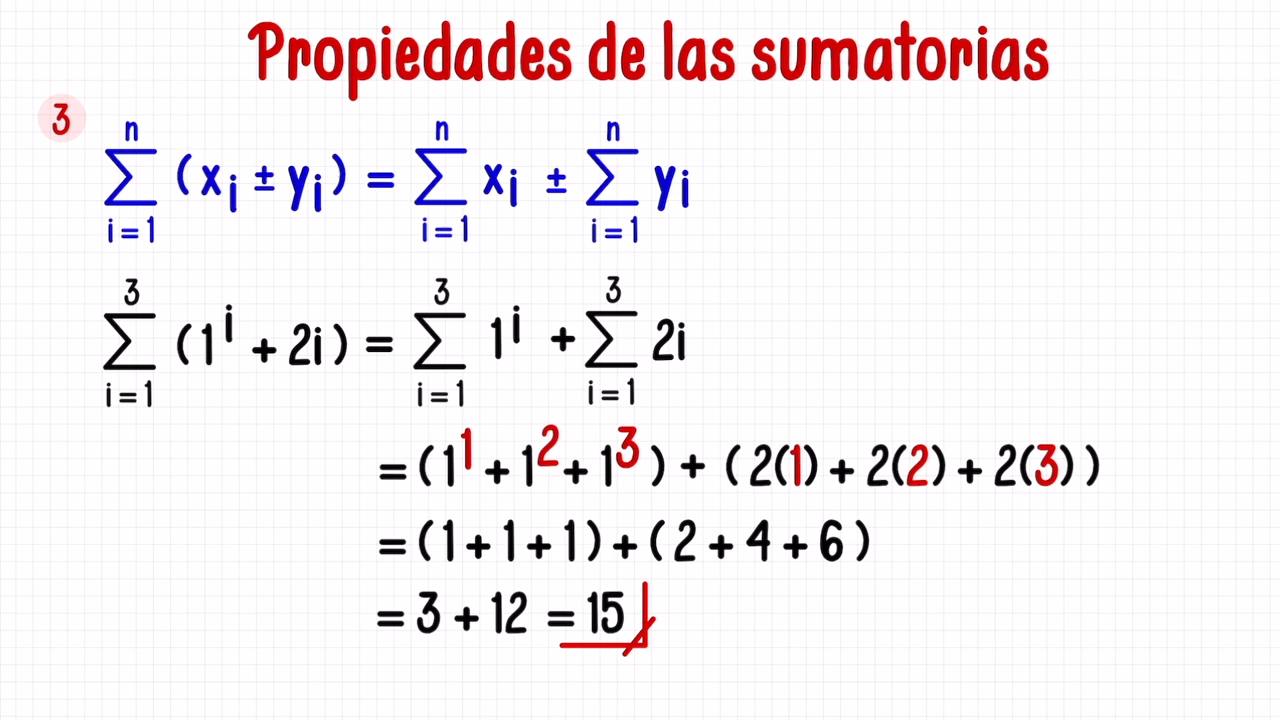 Propiedades de las sumatorias
3
∑_{i=1}^{n} (x_i ± y_i) = ∑_{i=1}^{n} x_i ± ∑_{i=1}^{n} y_i
∑_{i=1}^{3} (1^i + 2i) = ∑_{i=1}^{3} 1^i + ∑_{i=1}^{3} 2i
= (1^1 + 1^2 + 1^3) + (2(1) + 2(2) + 2(3))
= (1 + 1 + 1) + (2 + 4 + 6)
= 3 + 12 = 15